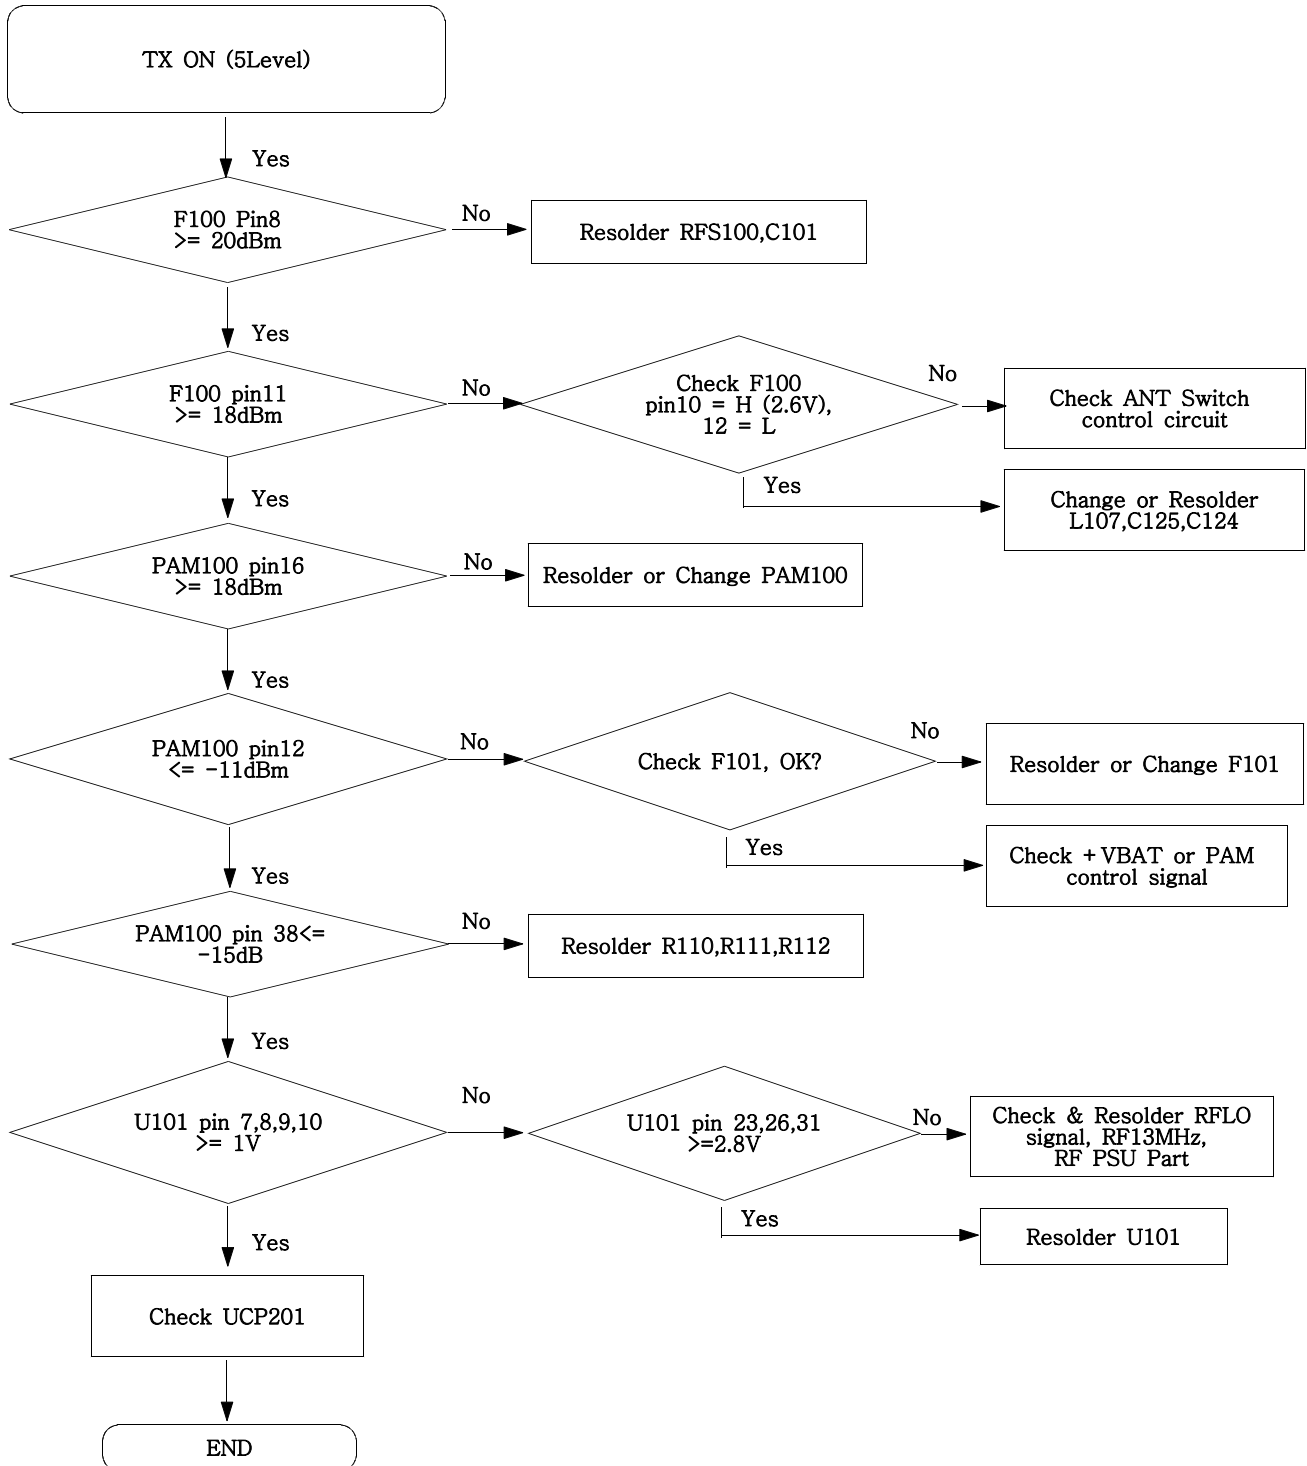 TX ON (5Level)
Yes
F100 Pin8
>= 20dBm
No
Resolder RFS100,C101
Yes
F100 pin11
>= 18dBm
No
Check F100
pin10 = H (2.6V),
12 = L
No
Check ANT Switch
control circuit
Yes
Change or Resolder
L107,C125,C124
Yes
PAM100 pin16
>= 18dBm
No
Resolder or Change PAM100
Yes
PAM100 pin12
<= -11dBm
No
Check F101, OK?
No
Resolder or Change F101
Yes
Check +VBAT or PAM
control signal
Yes
PAM100 pin 38<=
-15dB
No
Resolder R110,R111,R112
Yes
U101 pin 7,8,9,10
>= 1V
No
U101 pin 23,26,31
>=2.8V
No
Check & Resolder RFLO
signal, RF13MHz,
RF PSU Part
Yes
Resolder U101
Yes
Check UCP201
END